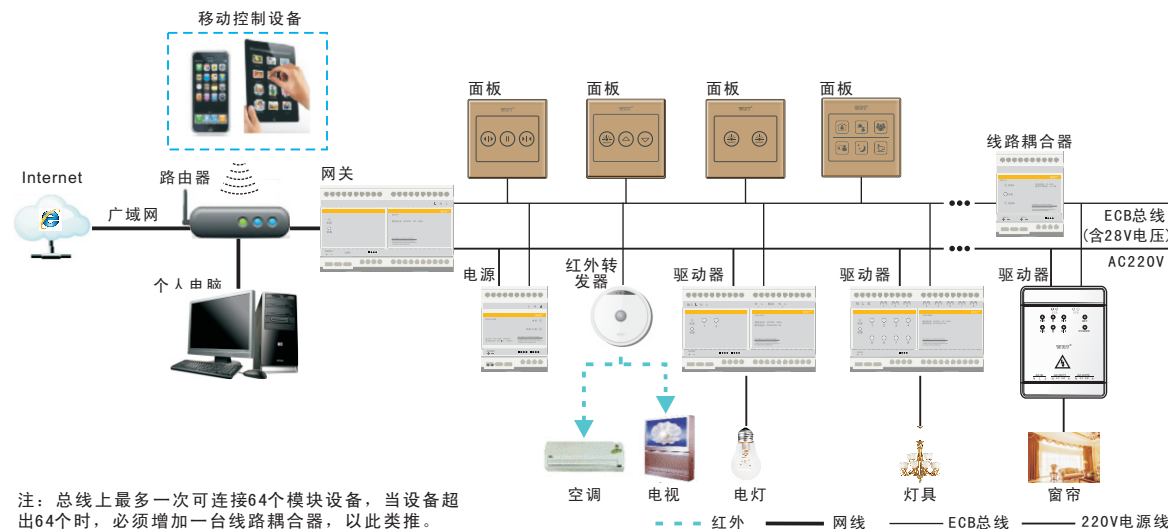 移动控制设备
面板
面板
面板
面板
线路耦合器
Internet
路由器
网关
广域网
ECB总线
(含28V电压)
AC220V
个人电脑
电源
红外转
发器
驱动器
驱动器
驱动器
空调
电视
电灯
灯具
窗帘
注：总线上最多一次可连接64个模块设备，当设备超
出64个时，必须增加一台线路耦合器，以此类推。
红外
网线
ECB总线
220V电源线